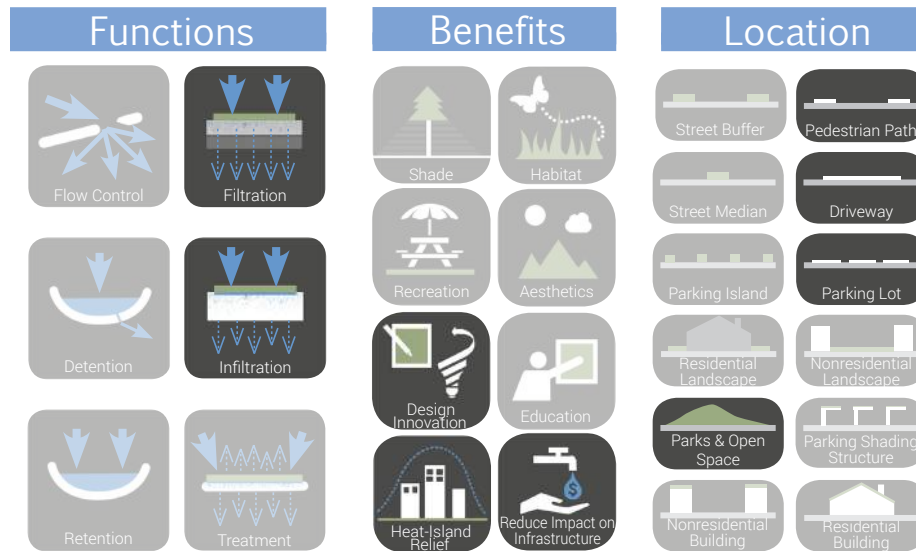 Functions
Flow Control
Filtration
Detention
Infiltration
Retention
Treatment
Benefits
Shade
Habitat
Recreation
Aesthetics
Design
Innovation
Education
Heat-Island
Relief
$
Reduce Impact on
Infrastructure
Location
Street Buffer
Pedestrian Path
Street Median
Driveway
Parking Island
Parking Lot
Residential
Landscape
Nonresidential
Landscape
Parks & Open
Space
Parking Shading
Structure
Nonresidential
Building
Residential
Building